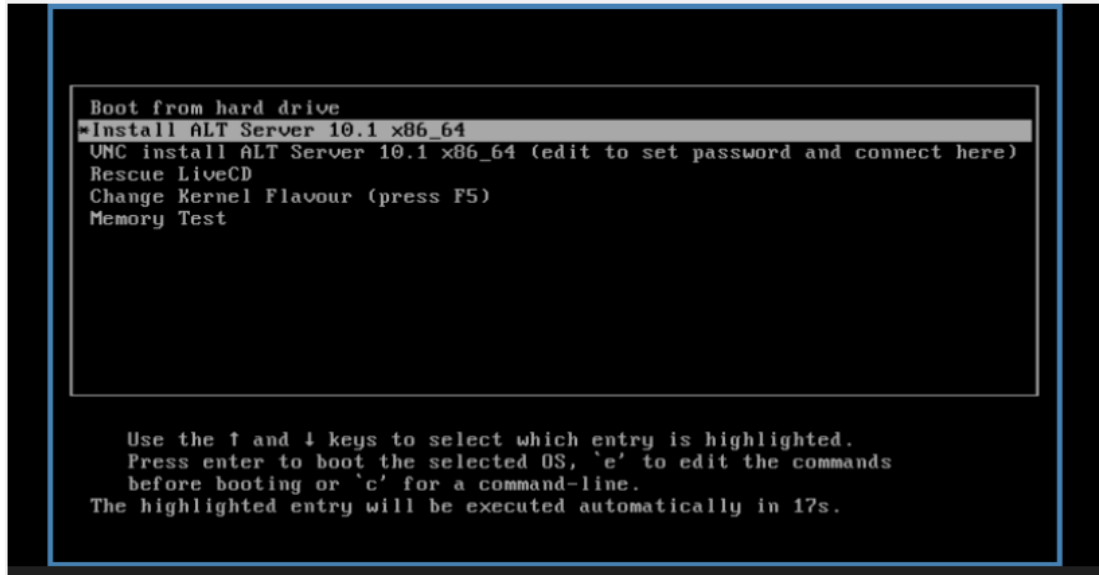 Boot from hard drive
*Install ALT Server 10.1 x86_64
VNC install ALT Server 10.1 x86_64 (edit to set password and connect here)
Rescue LiveCD
Change Kernel Flavour (press F5)
Memory Test
Use the ↑ and ↓ keys to select which entry is highlighted.
Press enter to boot the selected OS, `e' to edit the commands
before booting or `c' for a command-line.
The highlighted entry will be executed automatically in 17s.